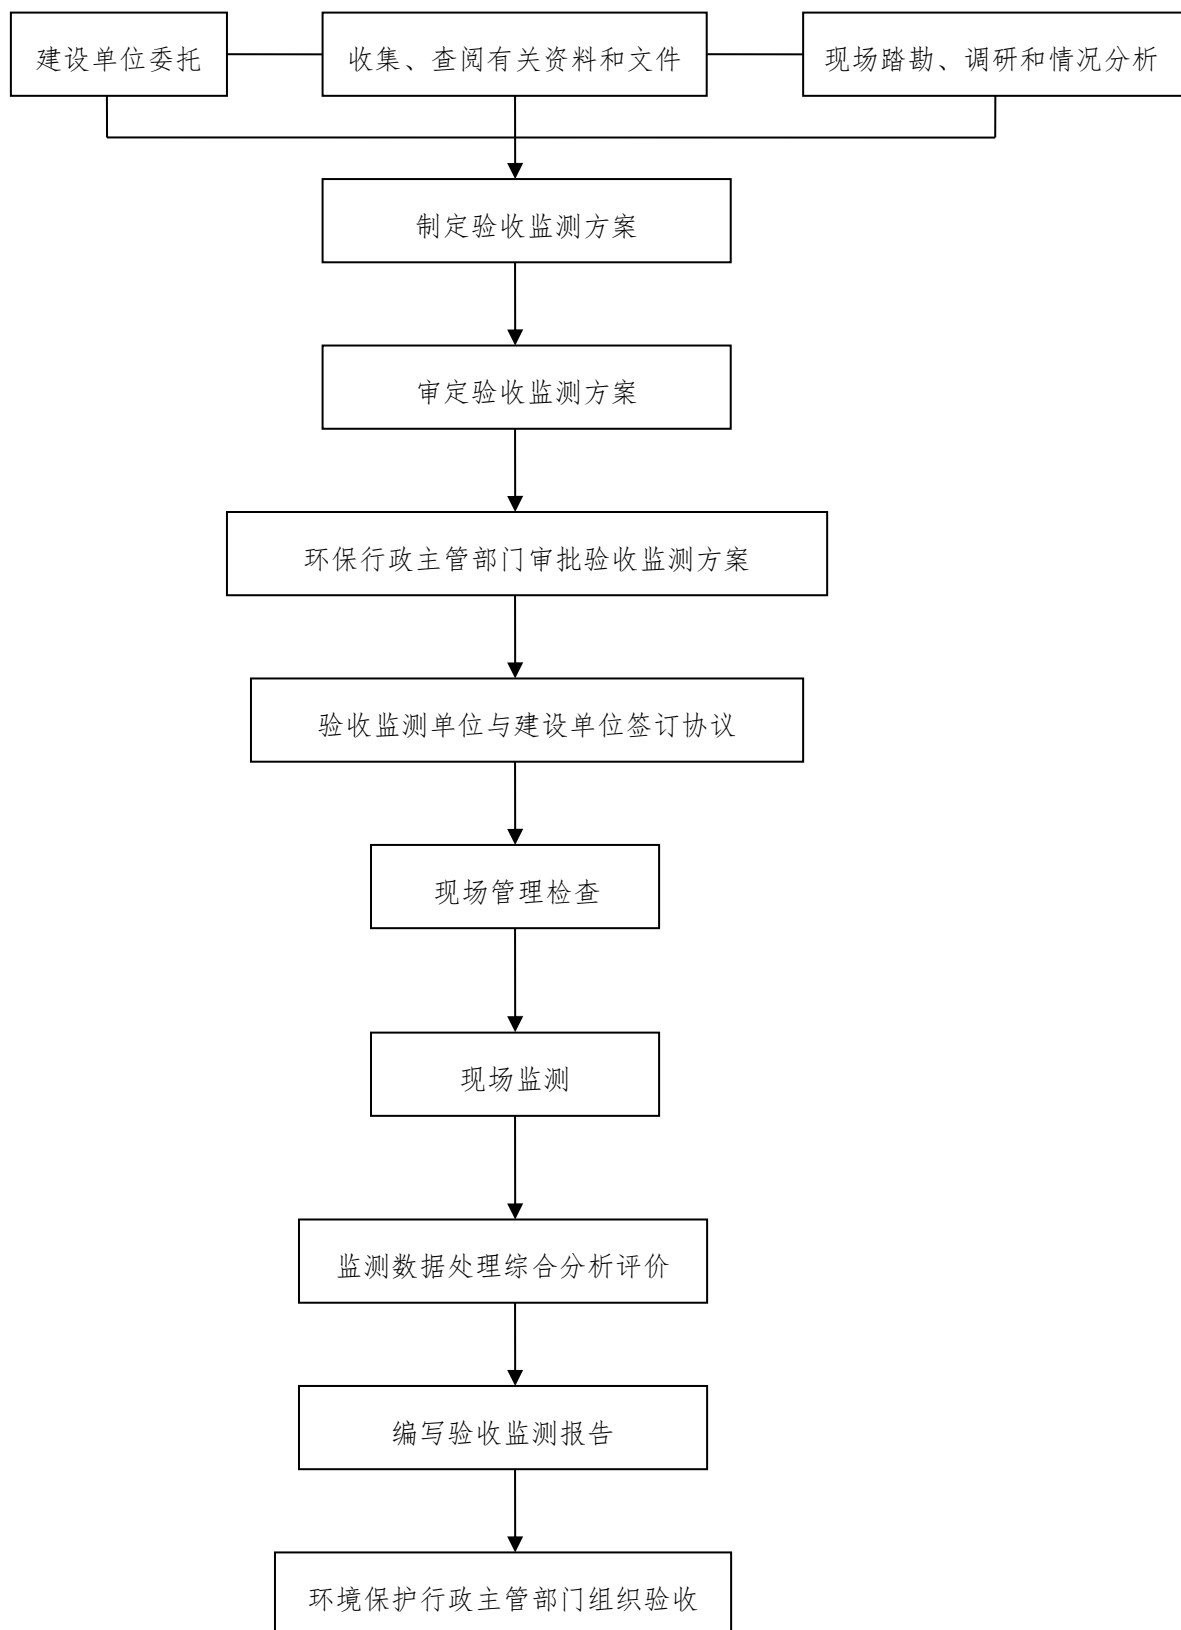 建设单位委托
收集、查阅有关资料和文件
现场踏勘、调研和情况分析
制定验收监测方案
审定验收监测方案
环保行政主管部门审批验收监测方案
验收监测单位与建设单位签订协议
现场管理检查
现场监测
监测数据处理综合分析评价
编写验收监测报告
环境保护行政主管部门组织验收